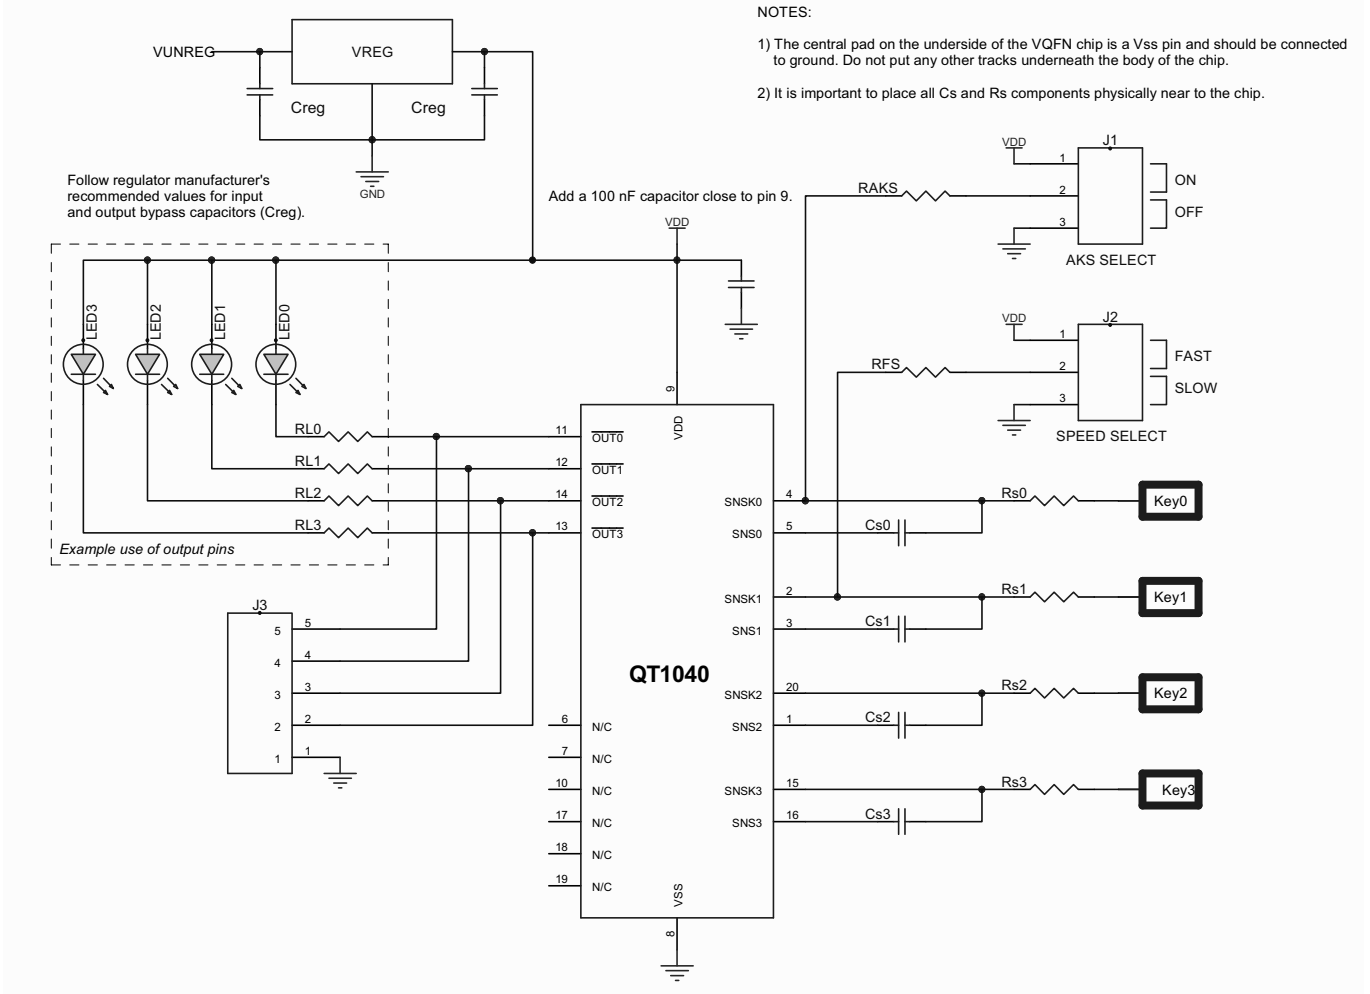 NOTES:
1) The central pad on the underside of the VQFN chip is a Vss pin and should be connected
to ground. Do not put any other tracks underneath the body of the chip.
2) It is important to place all Cs and Rs components physically near to the chip.
VUNREG
VREG
Creg
Creg
GND
Follow regulator manufacturer's
recommended values for input
and output bypass capacitors (Creg).
Add a 100 nF capacitor close to pin 9.
VDD
LED3
LED2
LED1
LED0
RL0
RL1
RL2
RL3
Example use of output pins
J3
5 5
4 4
3 3
2 2
1 1
9
VDD
11 OUT0
12 OUT1
14 OUT2
13 OUT3
QT1040
6 N/C
7 N/C
10 N/C
17 N/C
18 N/C
19 N/C
VSS
8
SNSK0 4
SNS0 5
SNSK1 2
SNS1 3
SNSK2 20
SNS2 1
SNSK3 15
SNS3 16
RAKS
VDD
J1
1
2
3
ON
OFF
AKS SELECT
RFS
VDD
J2
1
2
3
FAST
SLOW
SPEED SELECT
Rs0
Key0
Cs0
Rs1
Key1
Cs1
Rs2
Key2
Cs2
Rs3
Key3
Cs3